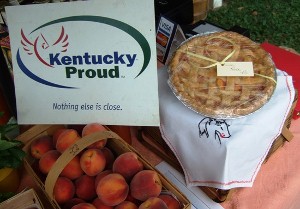 Kentucky
Proud
Nothing else is close.